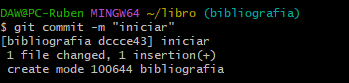 DAW@PC-Ruben MINGW64 ~/libro (bibliografia)
$ git commit -m "iniciar"
[bibliografia dccce43] iniciar
 1 file changed, 1 insertion(+)
 create mode 100644 bibliografia